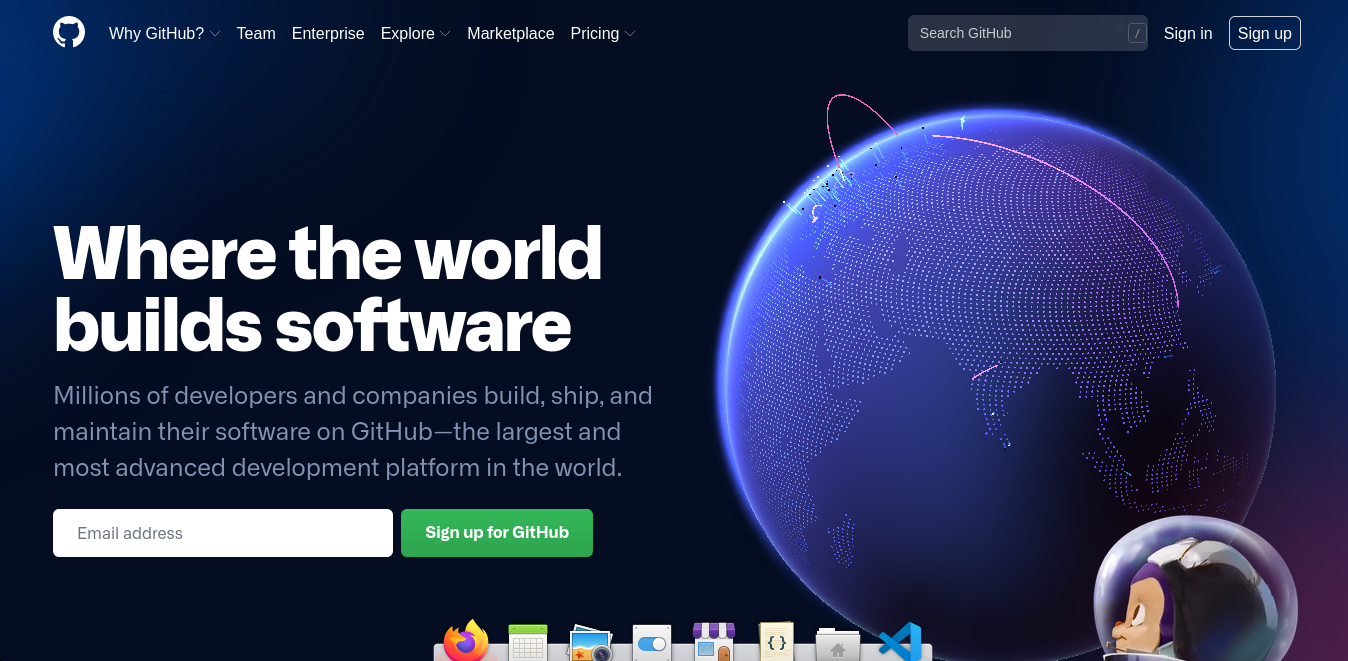 Why GitHub? Team Enterprise Explore Marketplace Pricing Search GitHub / Sign in Sign up
Where the world
builds software
Millions of developers and companies build, ship, and
maintain their software on GitHub—the largest and
most advanced development platform in the world.
Email address Sign up for GitHub
{}